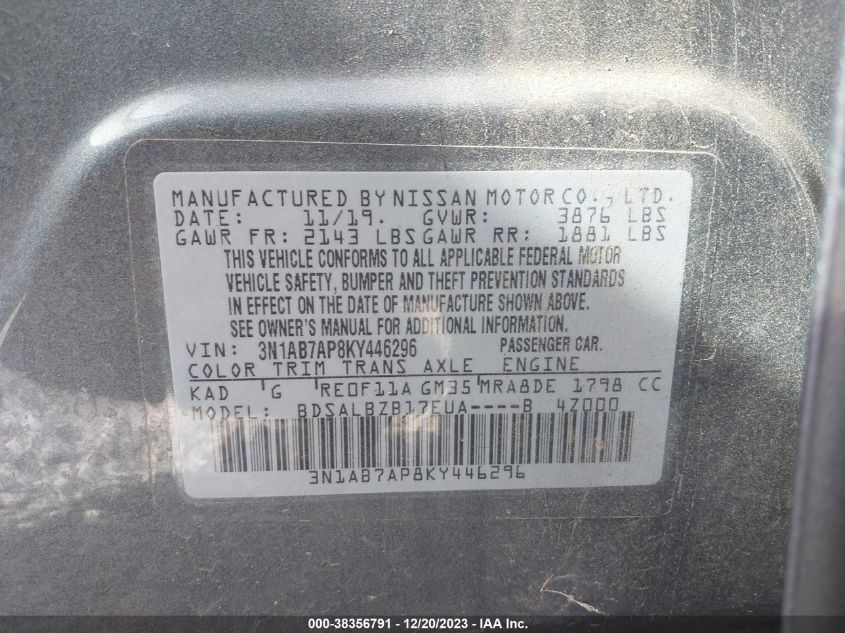 MANUFACTURED BY NISSAN MOTOR CO., LTD.
DATE: 11/19. GVWR: 3876 LBS
GAWR FR: 2143 LBS GAWR RR: 1881 LBS
THIS VEHICLE CONFORMS TO ALL APPLICABLE FEDERAL MOTOR
VEHICLE SAFETY, BUMPER AND THEFT PREVENTION STANDARDS
IN EFFECT ON THE DATE OF MANUFACTURE SHOWN ABOVE.
SEE OWNER'S MANUAL FOR ADDITIONAL INFORMATION.
VIN: 3N1AB7AP8KY446296 PASSENGER CAR.
COLOR TRIM TRANS AXLE ENGINE
KAD G RE0F11A GM35 MRA8DE 1798 CC
MODEL: BDSALBZB17EUA----B 4Z000
3N1AB7AP8KY446296
000-38356791 - 12/20/2023 - IAA Inc.